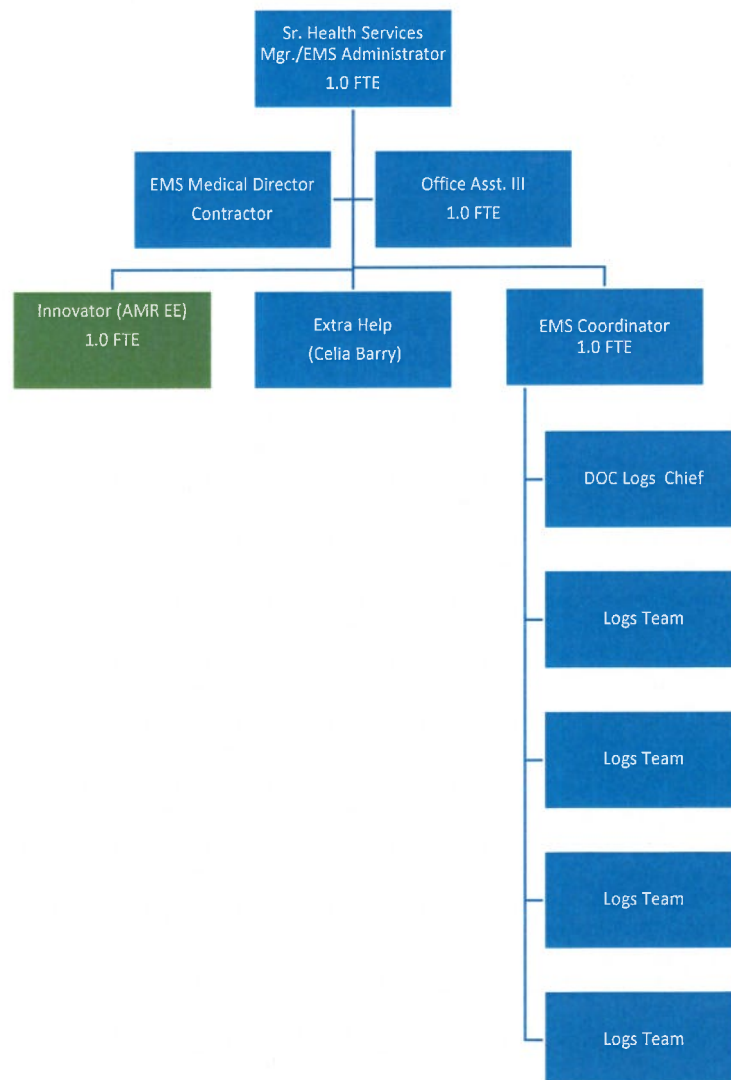 Sr. Health Services
Mgr./EMS Administrator
1.0 FTE
EMS Medical Director
Contractor
Office Asst. III
1.0 FTE
Innovator (AMR EE)
1.0 FTE
Extra Help
(Celia Barry)
EMS Coordinator
1.0 FTE
DOC Logs Chief
Logs Team
Logs Team
Logs Team
Logs Team